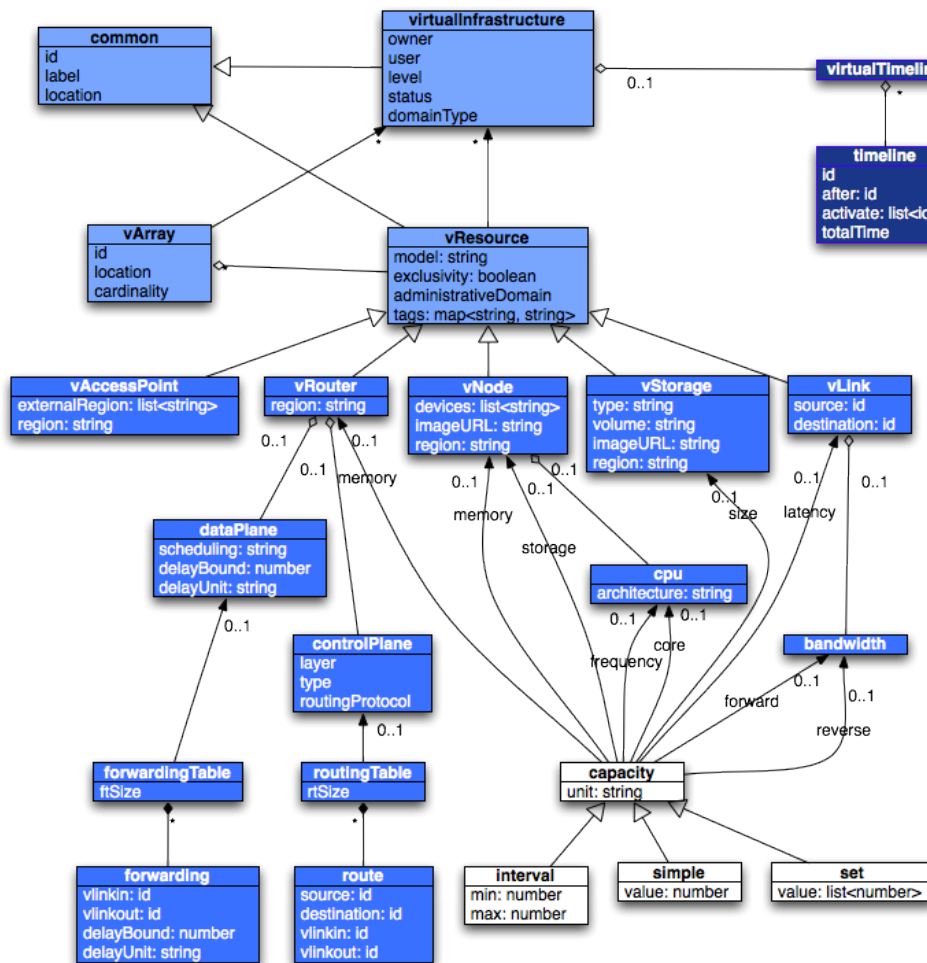 common
id
label
location
virtualInfrastructure
owner
user
level
status
domainType
*
0..1
virtualTimelin
*
timeline
id
after: id
activate: list<ic
totalTime
*
*
vArray
id
location
cardinality
*
vResource
model: string
exclusivity: boolean
administrativeDomain
tags: map<string, string>
vAccessPoint
externalRegion: list<string>
region: string
vRouter
region: string
vNode
devices: list<string>
imageURL: string
region: string
vStorage
type: string
volume: string
imageURL: string
region: string
vLink
source: id
destination: id
0..1
0..1
0..1
memory
0..1
memory
0..1
0..1
storage
0..1
size
0..1
latency
0..1
dataPlane
scheduling: string
delayBound: number
delayUnit: string
0..1
cpu
architecture: string
0..1
0..1
frequency
core
controlPlane
layer
type
routingProtocol
0..1
bandwidth
0..1
0..1
forward
reverse
forwardingTable
ftSize
*
routingTable
rtSize
*
capacity
unit: string
forwarding
vlinkin: id
vlinkout: id
delayBound: number
delayUnit: string
route
source: id
destination: id
vlinkin: id
vlinkout: id
interval
min: number
max: number
simple
value: number
set
value: list<number>